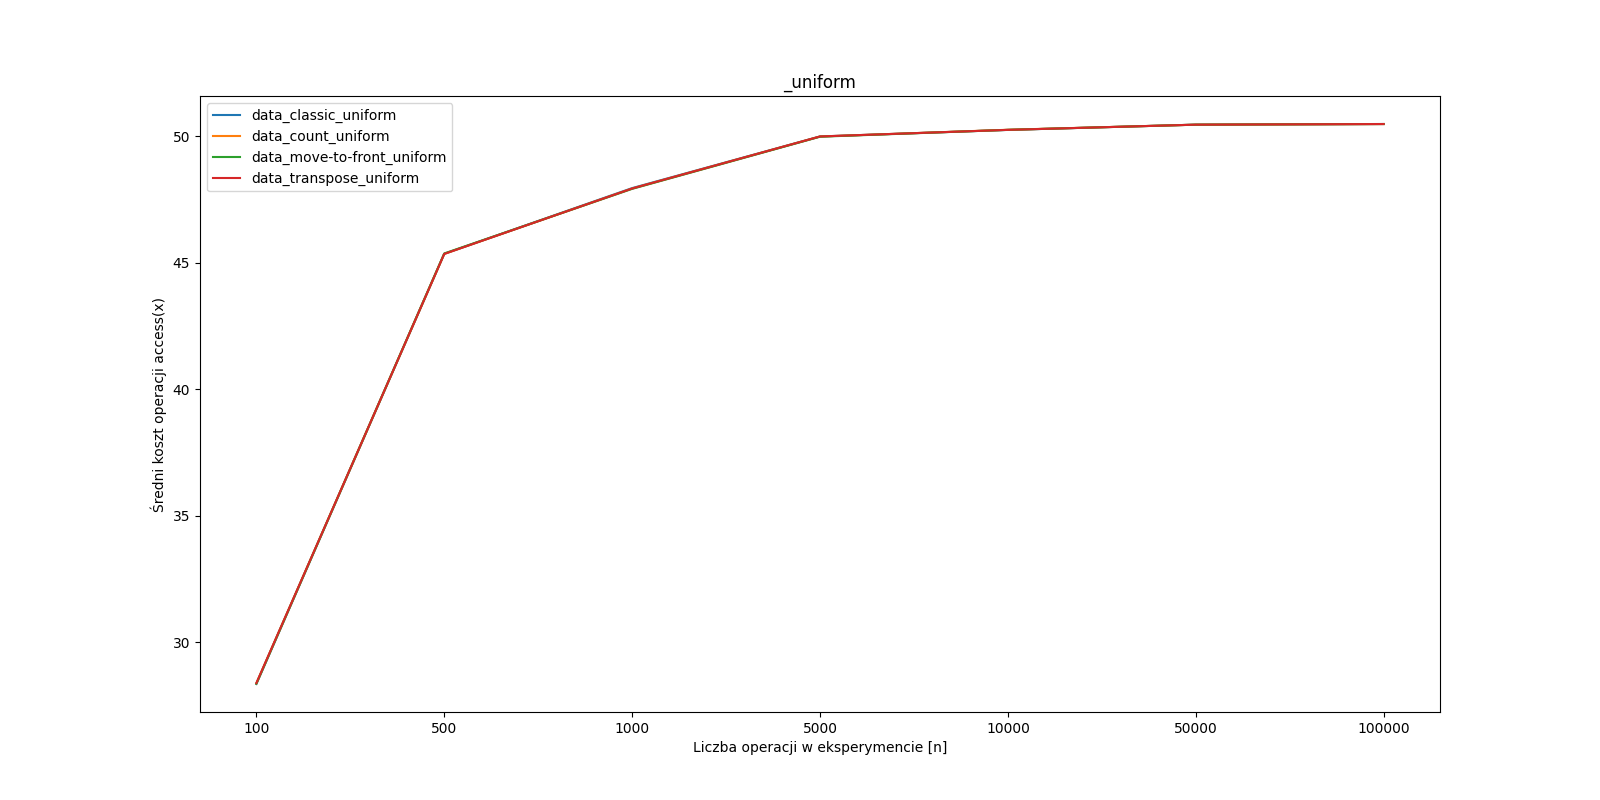 _uniform
data_classic_uniform
data_count_uniform
data_move-to-front_uniform
data_transpose_uniform
50
45
40
35
30
Średni koszt operacji access(x)
100 500 1000 5000 10000 50000 100000
Liczba operacji w eksperymencie [n]